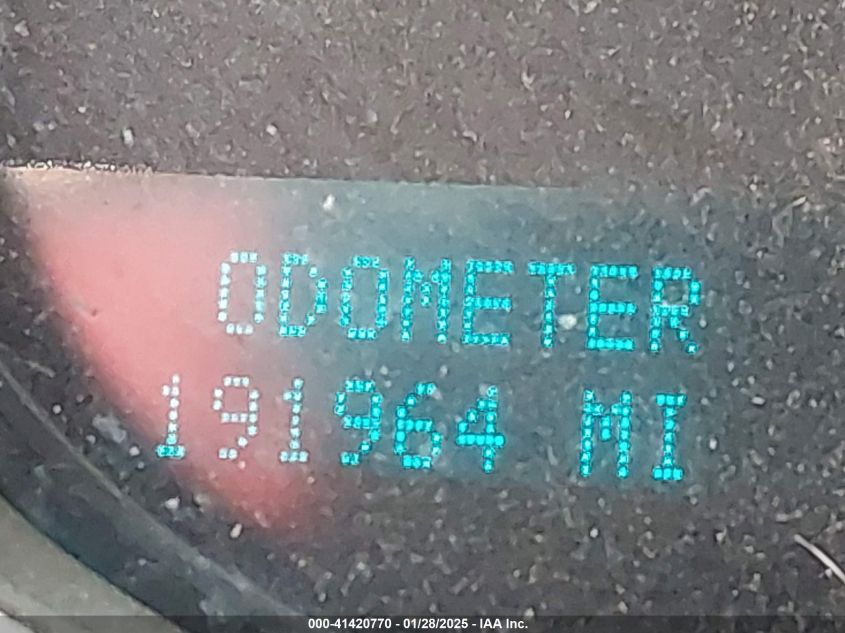 ODOMETER
191964 MI
000-41420770 - 01/28/2025 - IAA Inc.